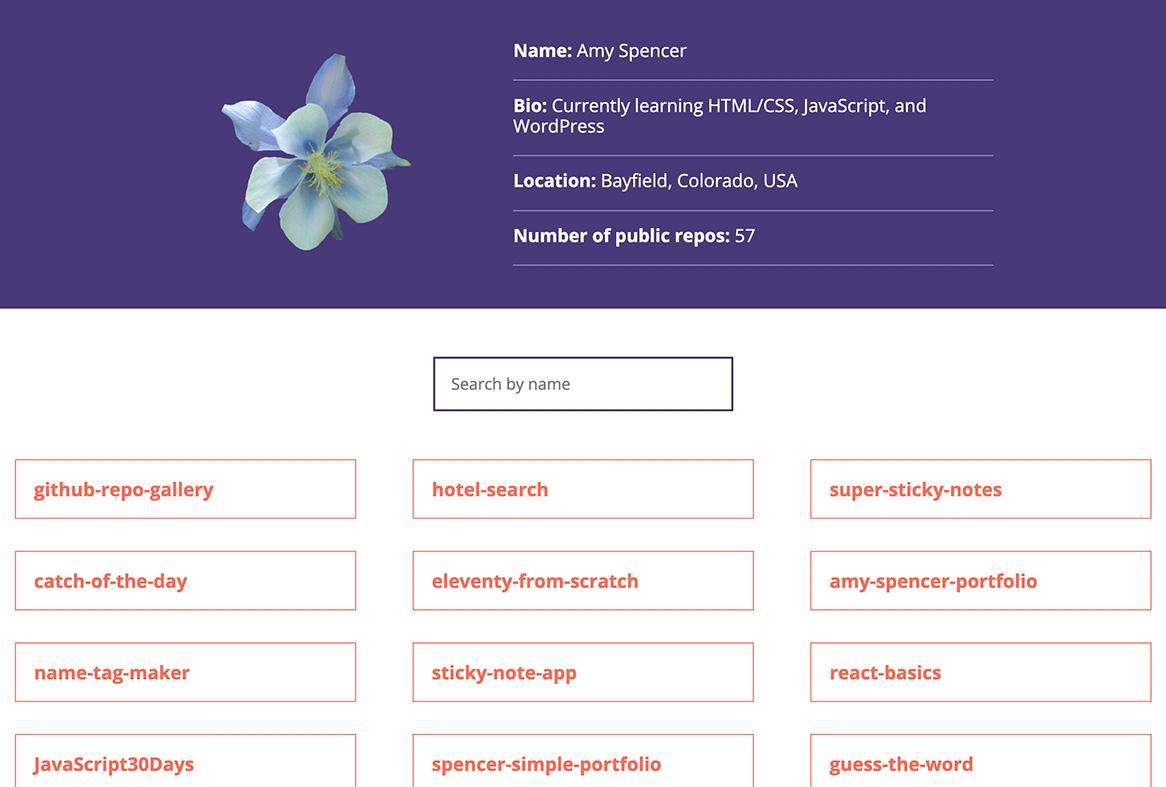 Name: Amy Spencer
Bio: Currently learning HTML/CSS, JavaScript, and
WordPress
Location: Bayfield, Colorado, USA
Number of public repos: 57
Search by name
github-repo-gallery
hotel-search
super-sticky-notes
catch-of-the-day
eleventy-from-scratch
amy-spencer-portfolio
name-tag-maker
sticky-note-app
react-basics
JavaScript30Days
spencer-simple-portfolio
guess-the-word